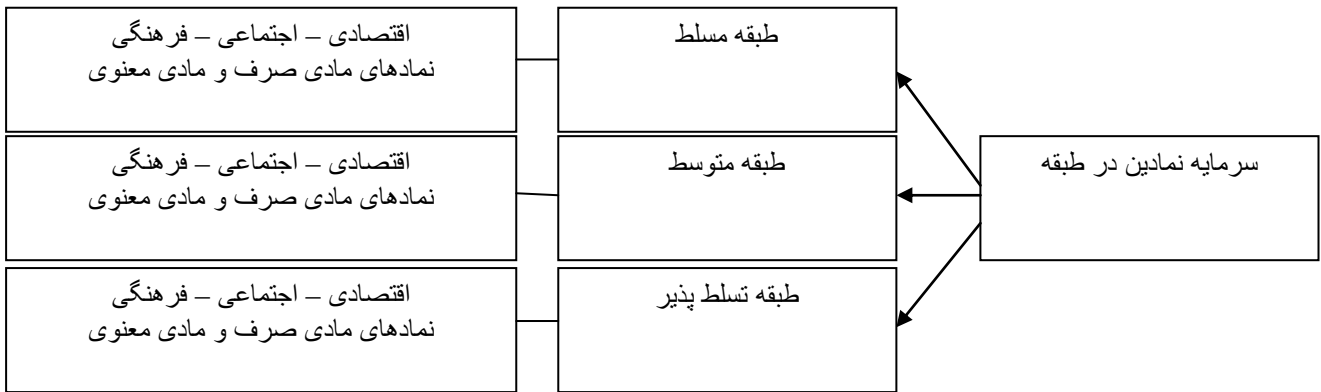 سرمایه نمادین در طبقه
طبقه مسلط
اقتصادی – اجتماعی – فرهنگی
نمادهای مادی صرف و مادی معنوی
طبقه متوسط
اقتصادی – اجتماعی – فرهنگی
نمادهای مادی صرف و مادی معنوی
طبقه تسلط پذیر
اقتصادی – اجتماعی – فرهنگی
نمادهای مادی صرف و مادی معنوی